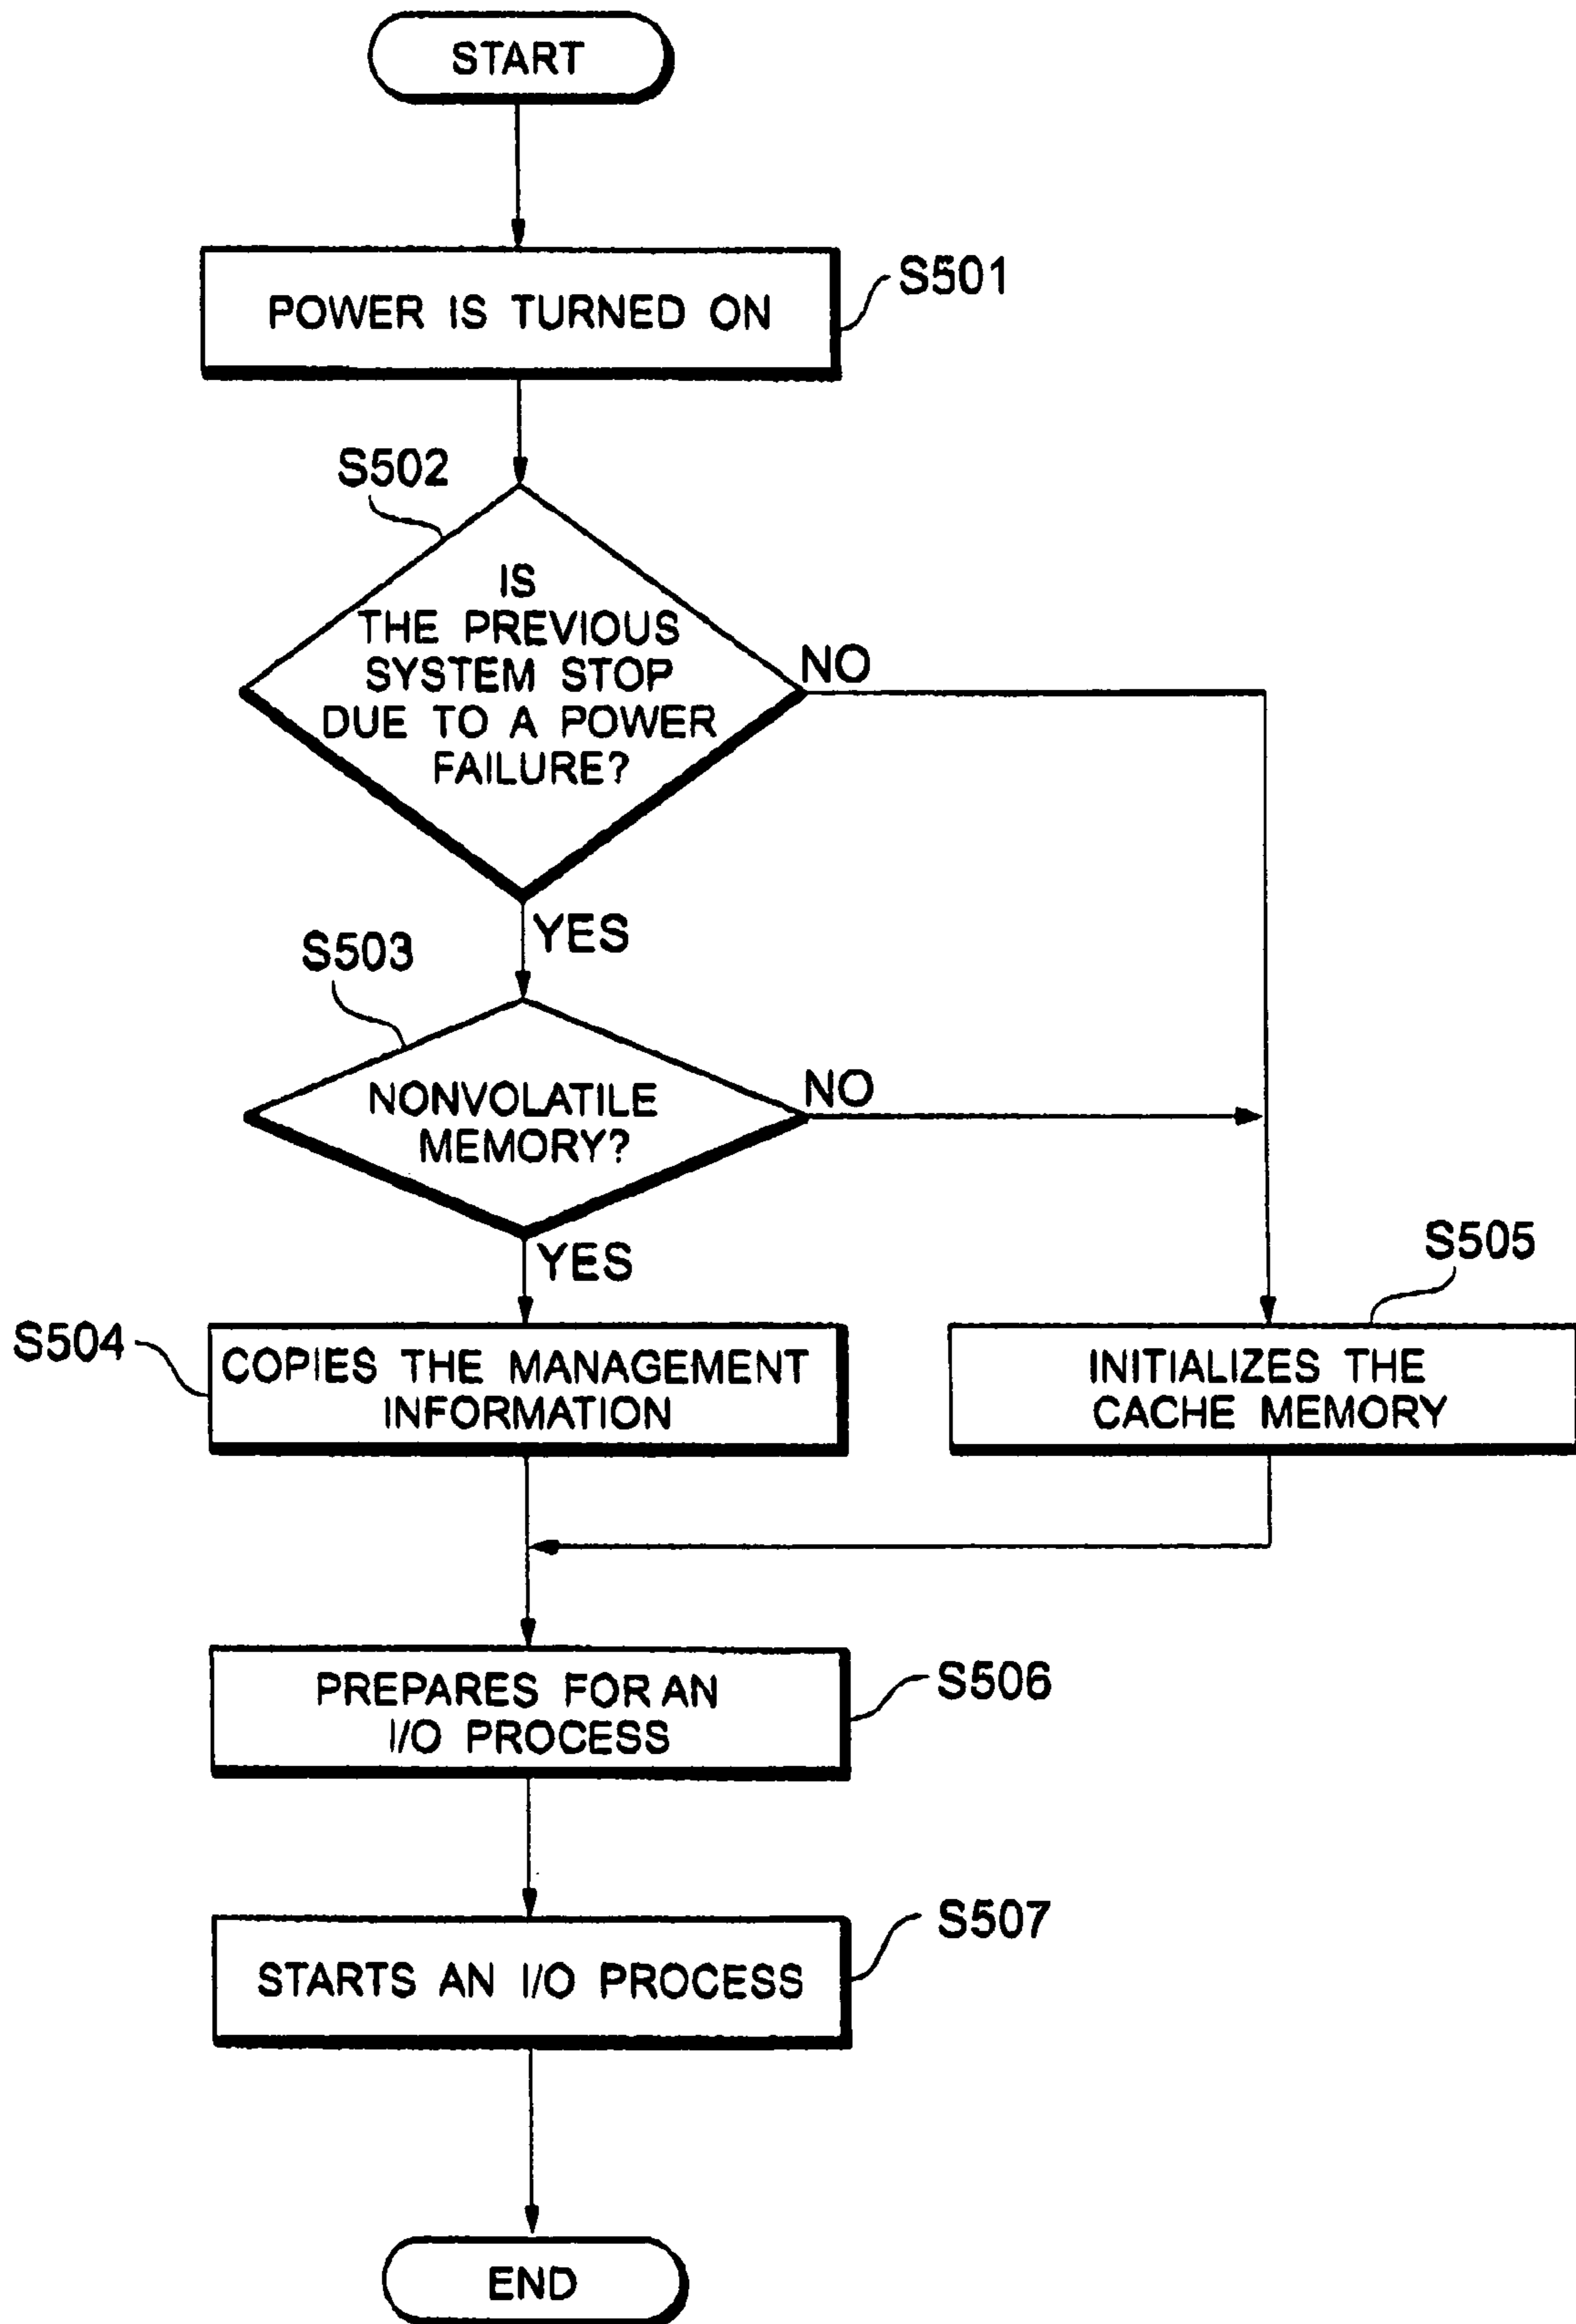 START
POWER IS TURNED ON
S501
S502
IS
THE PREVIOUS
SYSTEM STOP
DUE TO A POWER
FAILURE?
NO
YES
S503
NONVOLATILE
MEMORY?
NO
YES
S504
COPIES THE MANAGEMENT
INFORMATION
S505
INITIALIZES THE
CACHE MEMORY
PREPARES FOR AN
I/O PROCESS
S506
STARTS AN I/O PROCESS
S507
END